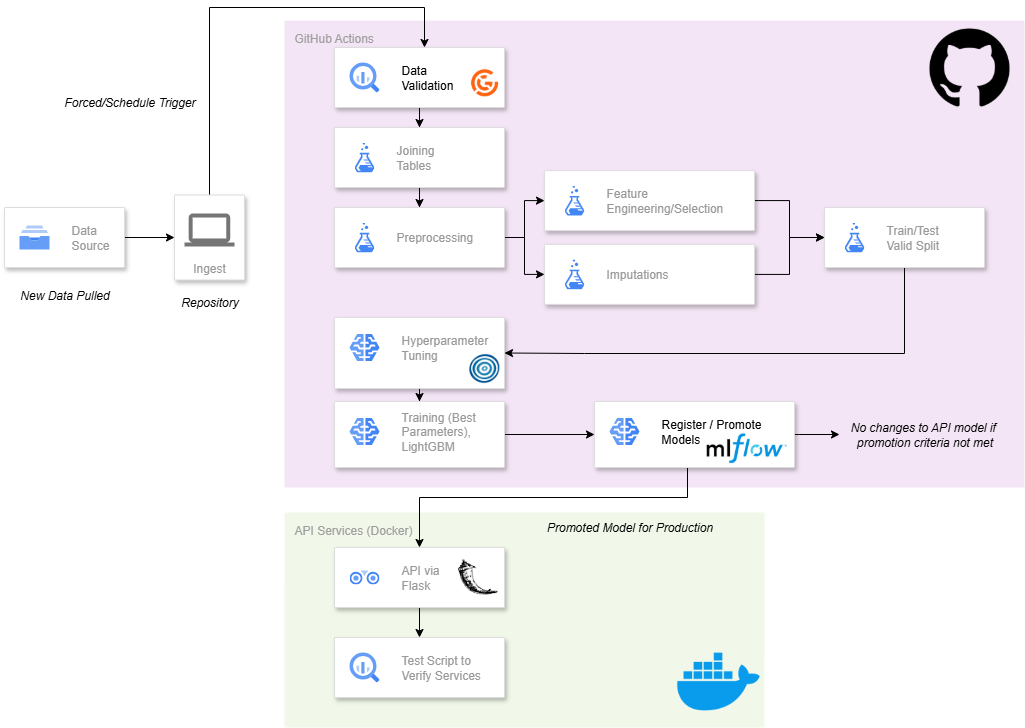 GitHub Actions
Data
Validation
Forced/Schedule Trigger
Joining
Tables
Feature
Engineering/Selection
Data
Source
Ingest
Preprocessing
Train/Test
Valid Split
Imputations
New Data Pulled
Repository
Hyperparameter
Tuning
Training (Best
Parameters),
LightGBM
Register / Promote
Models
mlflow
No changes to API model if
promotion criteria not met
API Services (Docker)
Promoted Model for Production
API via
Flask
Test Script to
Verify Services